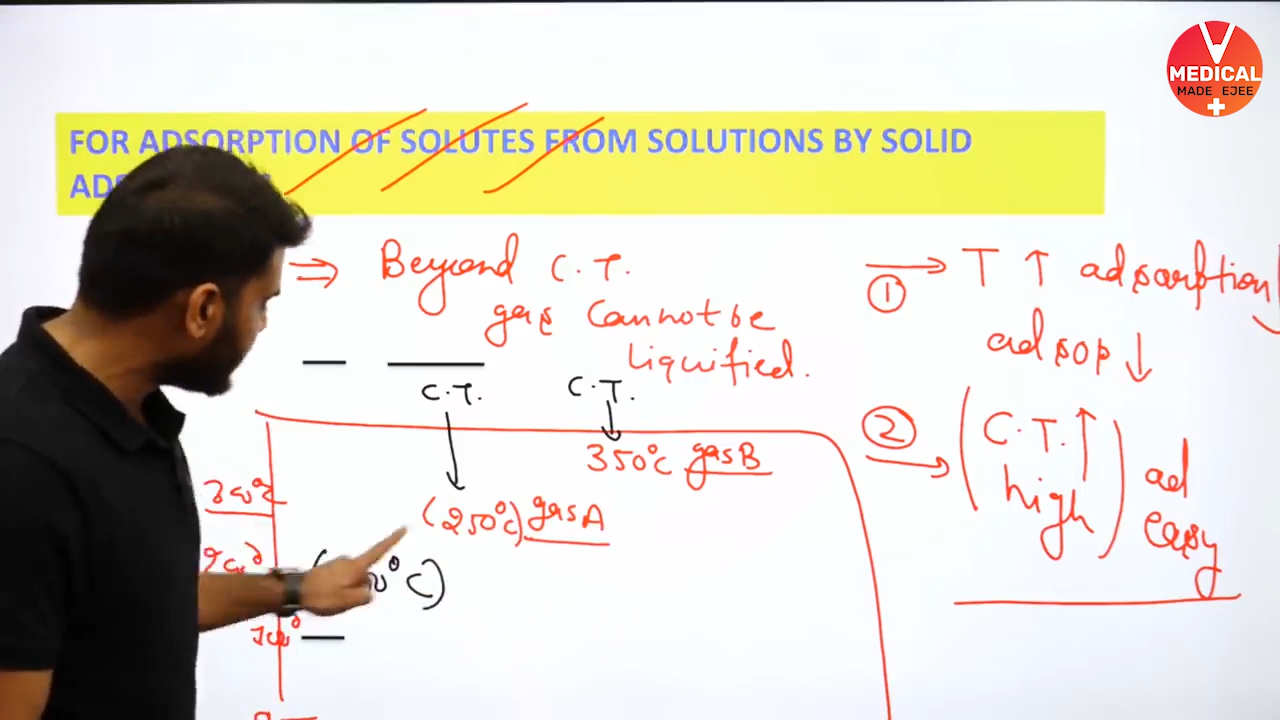 MEDICAL
MADE EJEE
FOR ADSORPTION OF SOLUTES FROM SOLUTIONS BY SOLID
⇒ Beyond C.T.
gas Cannot be
liquified.
C.T.
C.T.
350°C gas B
(250°C) gas A
① → T ↑ adsorption
adsop ↓
② → (C.T. ↑
high) ad
easy